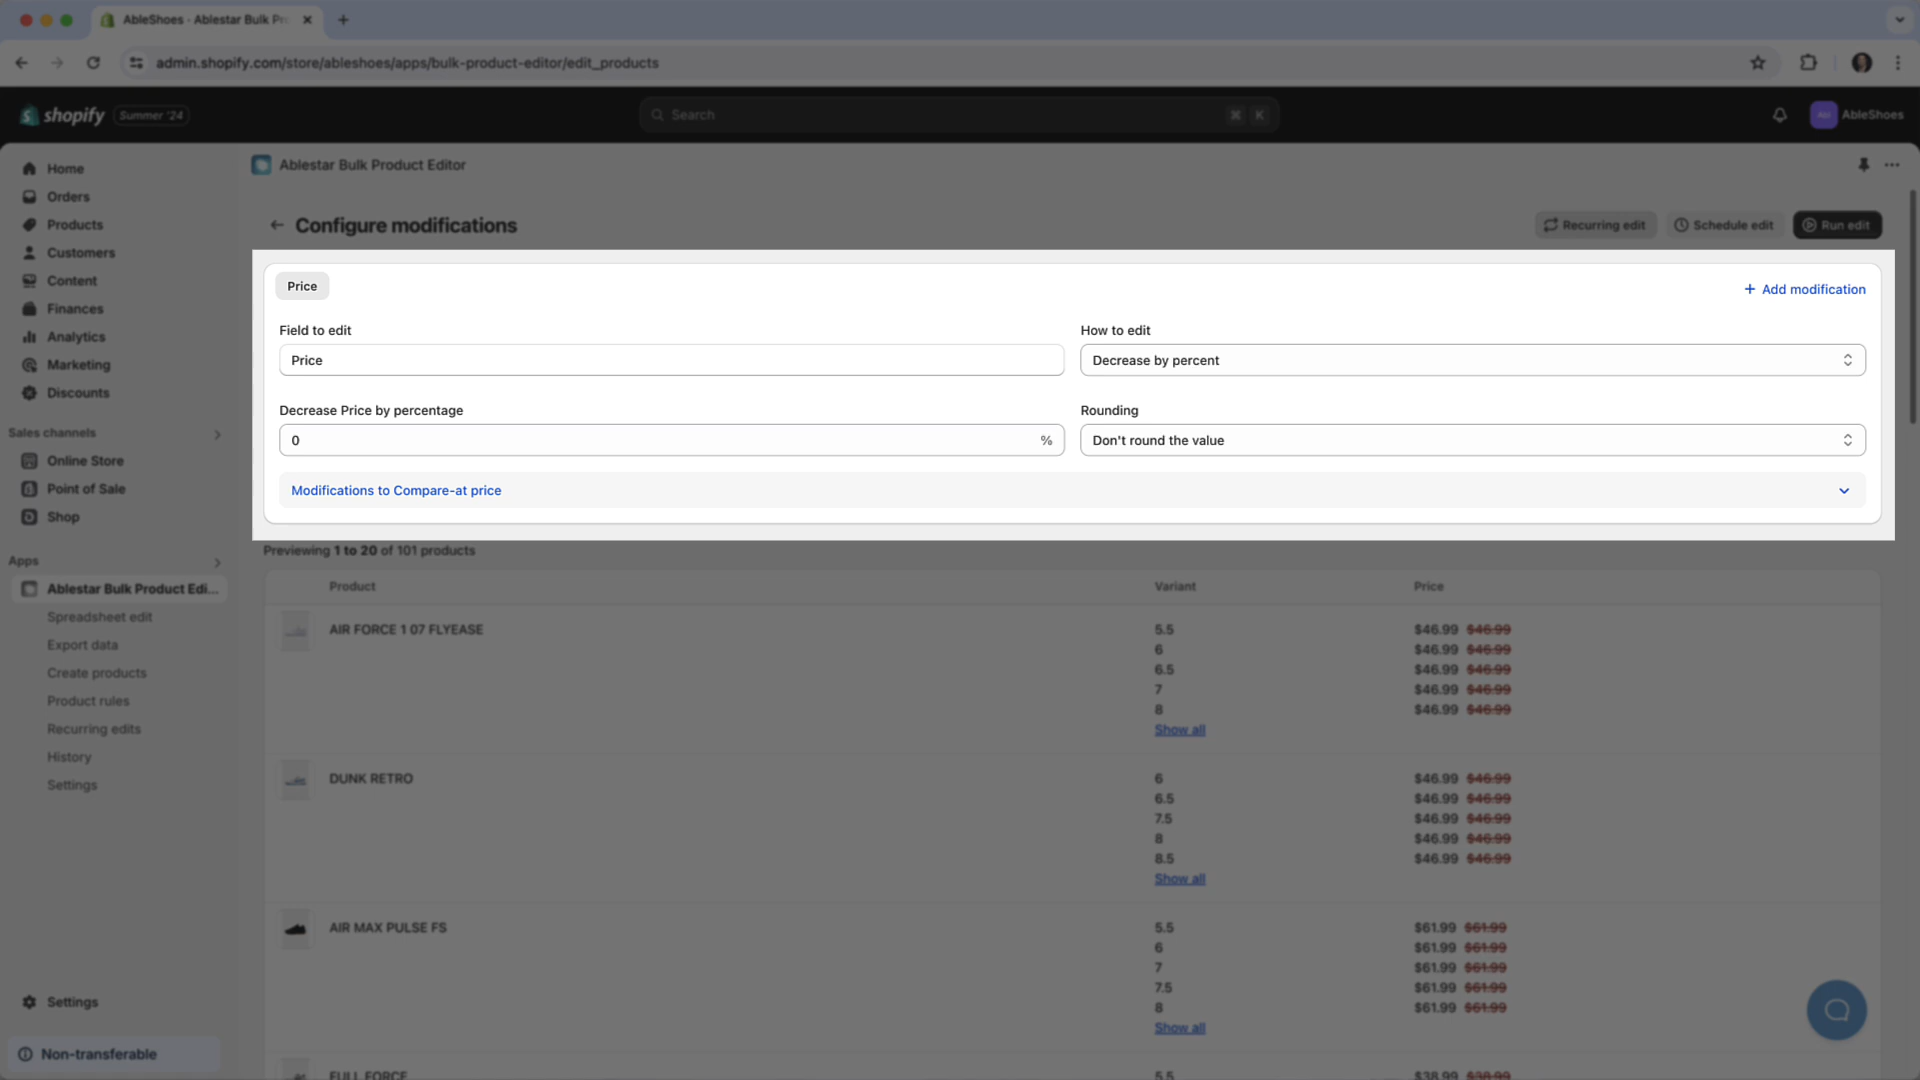 AbleShoes · Ablestar Bulk Pr
admin.shopify.com/store/ableshoes/apps/bulk-product-editor/edit_products
shopify Summer '24
Search
⌘ K
AbleShoes
Home
Orders
Products
Customers
Content
Finances
Analytics
Marketing
Discounts
Sales channels
Online Store
Point of Sale
Shop
Apps
Ablestar Bulk Product Edi...
Spreadsheet edit
Export data
Create products
Product rules
Recurring edits
History
Settings
Settings
Non-transferable
Ablestar Bulk Product Editor
Configure modifications
Recurring edit
Schedule edit
Run edit
Price
+ Add modification
Field to edit
Price
How to edit
Decrease by percent
Decrease Price by percentage
0 %
Rounding
Don't round the value
Modifications to Compare-at price
Previewing 1 to 20 of 101 products
Product Variant Price
AIR FORCE 1 07 FLYEASE
5.5 $46.99 $46.99
6 $46.99 $46.99
6.5 $46.99 $46.99
7 $46.99 $46.99
8 $46.99 $46.99
Show all
DUNK RETRO
6 $46.99 $46.99
6.5 $46.99 $46.99
7.5 $46.99 $46.99
8 $46.99 $46.99
8.5 $46.99 $46.99
Show all
AIR MAX PULSE FS
5.5 $61.99 $61.99
6 $61.99 $61.99
7 $61.99 $61.99
7.5 $61.99 $61.99
8 $61.99 $61.99
Show all
FULL FORCE
5.5 $38.99 $38.99